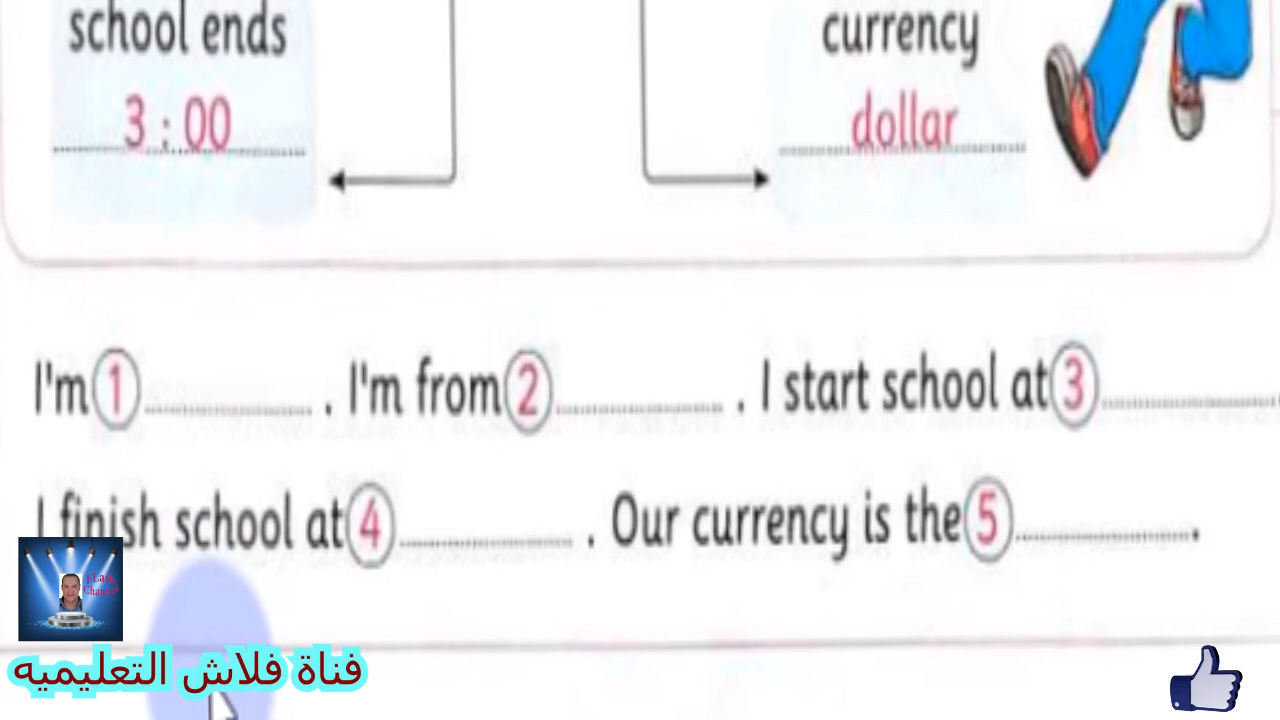 school ends
currency
3 : 00
dollar
I'm 1 ............ . I'm from 2 ............ . I start school at 3 ............
I finish school at 4 ............ . Our currency is the 5 ............ .
فناة فلاش التعليميه